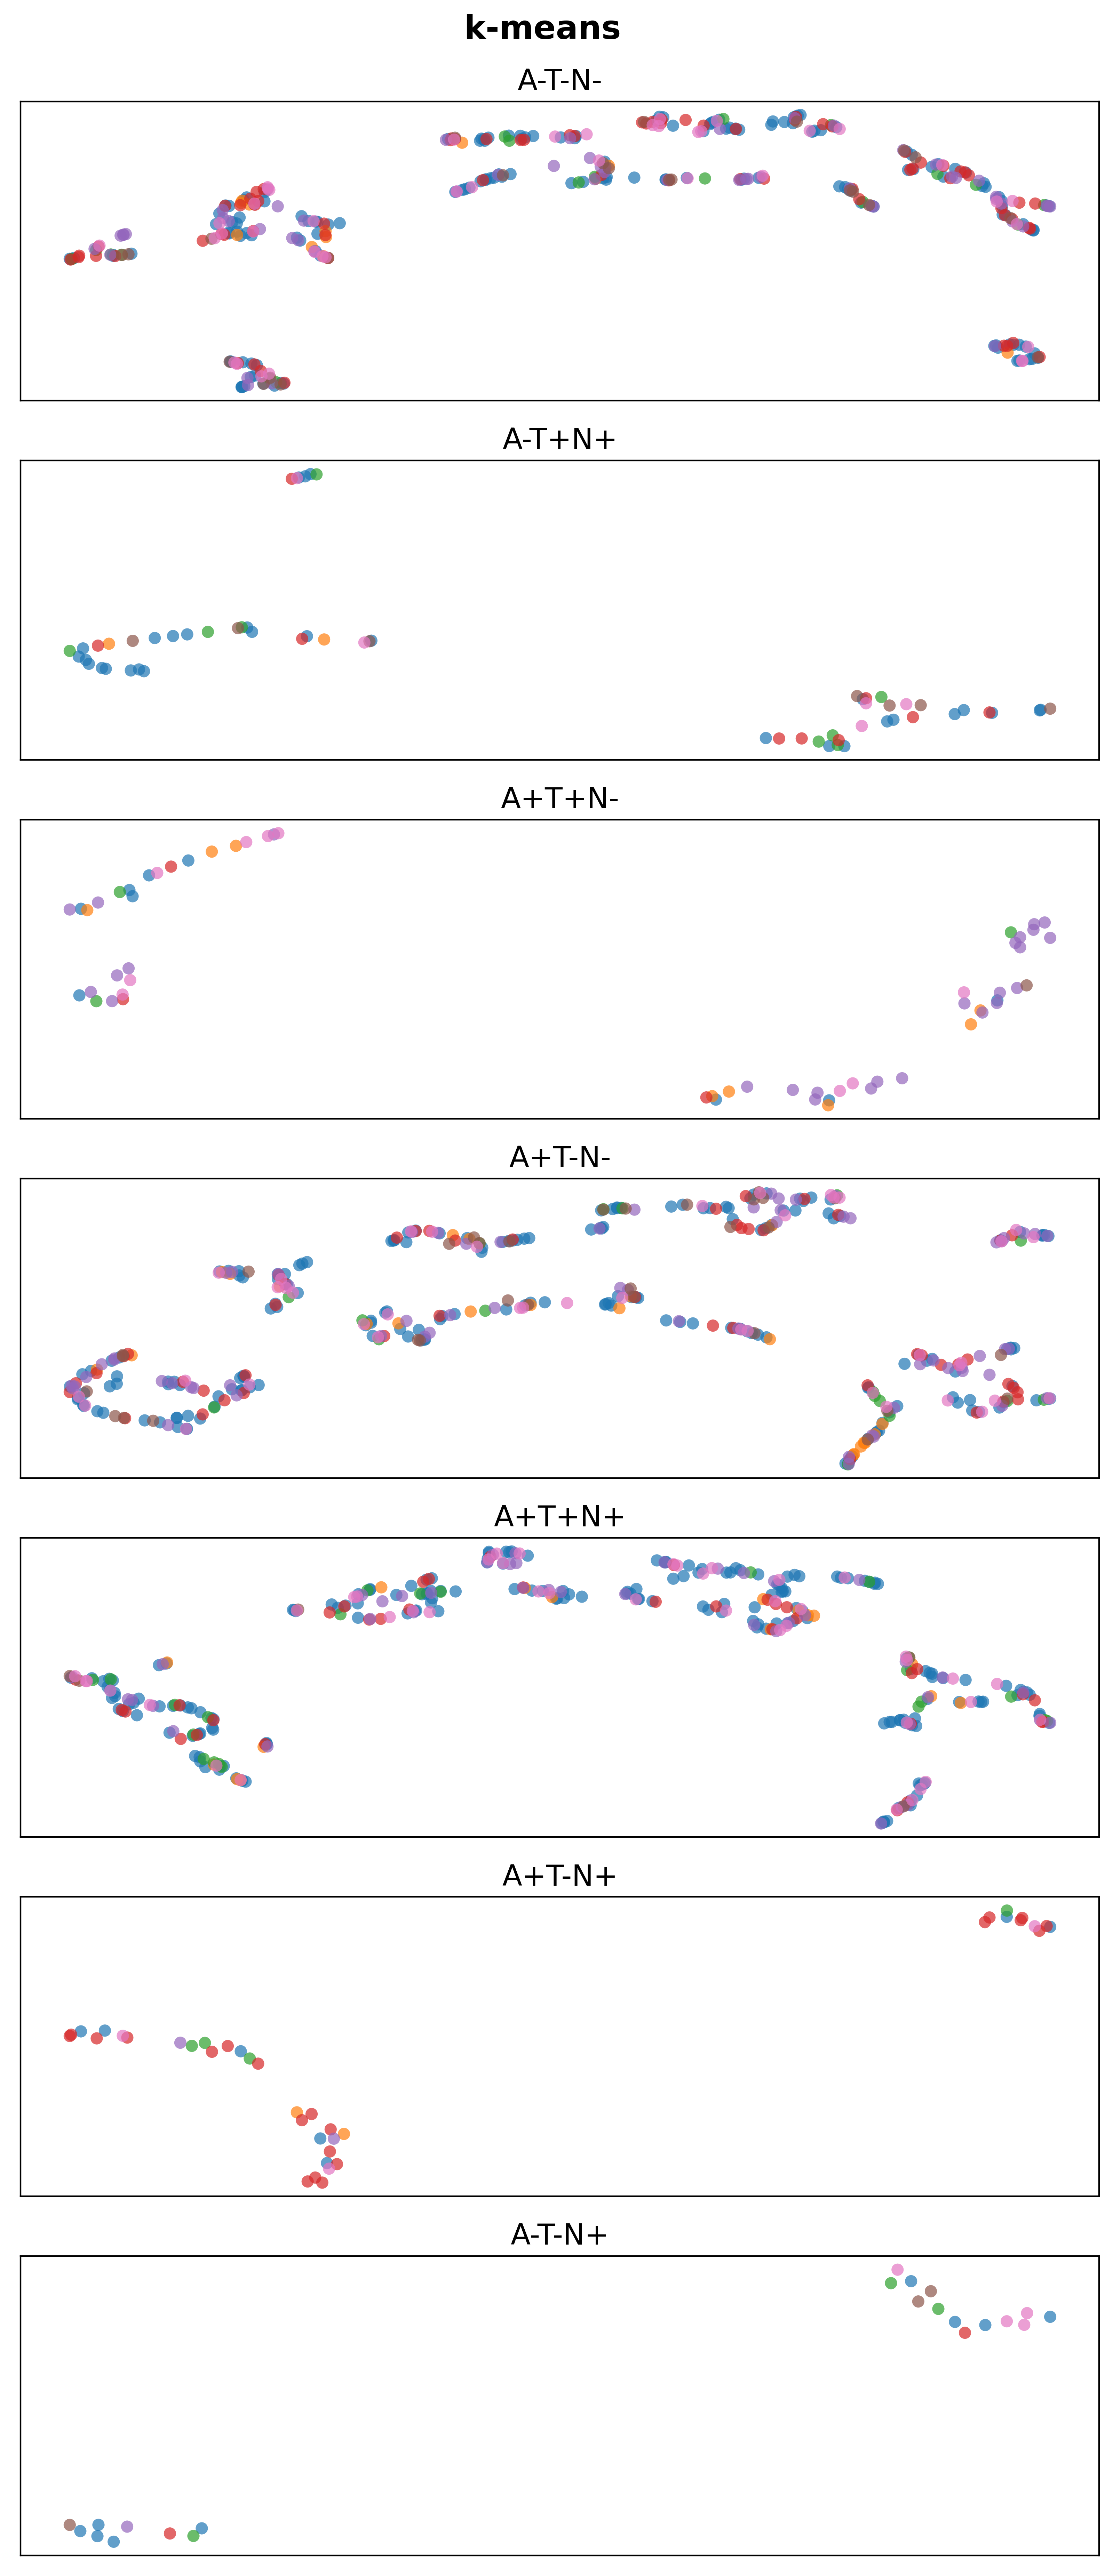 k-means
A-T-N-
A-T+N+
A+T+N-
A+T-N-
A+T+N+
A+T-N+
A-T-N+